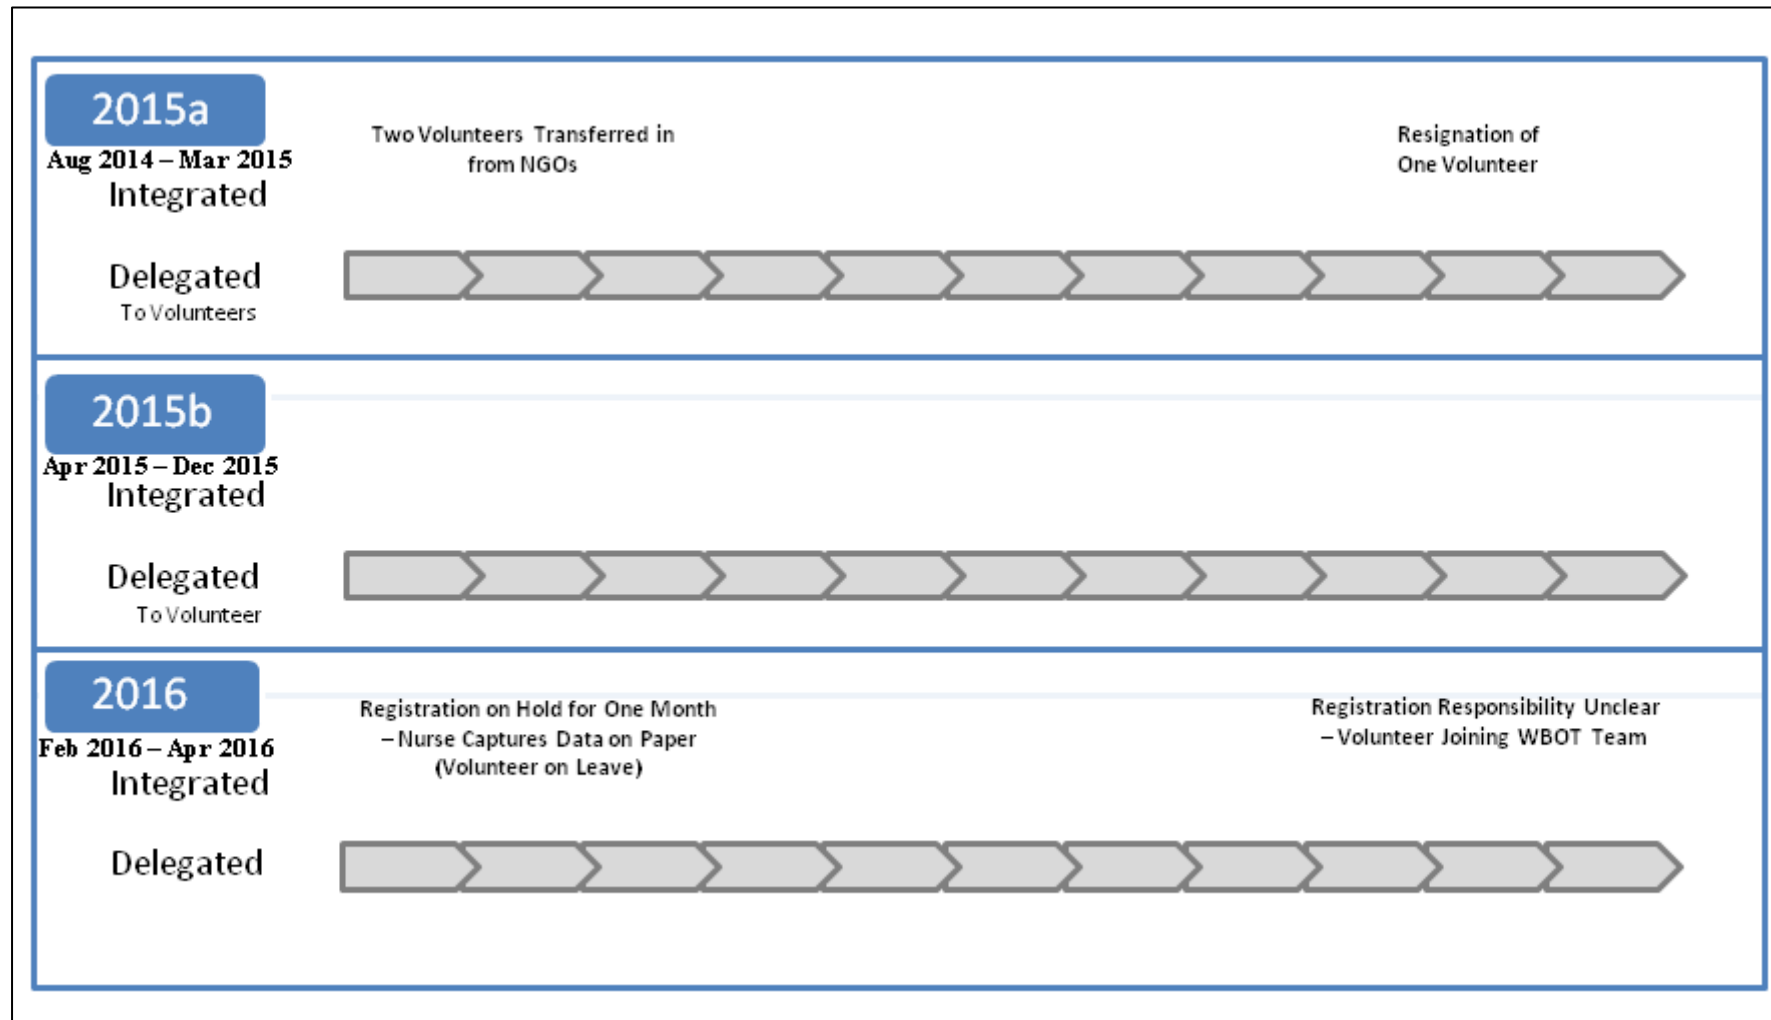 2015a
Aug 2014 – Mar 2015
Integrated
Two Volunteers Transferred in
from NGOs
Resignation of
One Volunteer
Delegated
To Volunteers
2015b
Apr 2015 – Dec 2015
Integrated
Delegated
To Volunteer
2016
Feb 2016 – Apr 2016
Integrated
Registration on Hold for One Month
– Nurse Captures Data on Paper
(Volunteer on Leave)
Registration Responsibility Unclear
– Volunteer Joining WBOT Team
Delegated